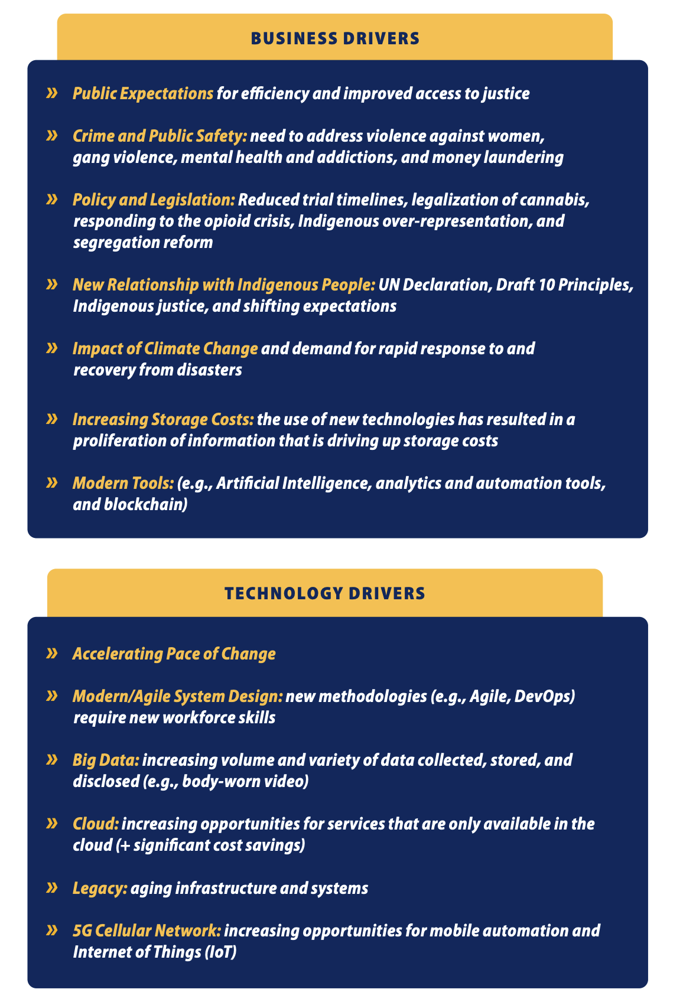 BUSINESS DRIVERS
» Public Expectations for efficiency and improved access to justice
» Crime and Public Safety: need to address violence against women,
gang violence, mental health and addictions, and money laundering
» Policy and Legislation: Reduced trial timelines, legalization of cannabis,
responding to the opioid crisis, Indigenous over-representation, and
segregation reform
» New Relationship with Indigenous People: UN Declaration, Draft 10 Principles,
Indigenous justice, and shifting expectations
» Impact of Climate Change and demand for rapid response to and
recovery from disasters
» Increasing Storage Costs: the use of new technologies has resulted in a
proliferation of information that is driving up storage costs
» Modern Tools: (e.g., Artificial Intelligence, analytics and automation tools,
and blockchain)
TECHNOLOGY DRIVERS
» Accelerating Pace of Change
» Modern/Agile System Design: new methodologies (e.g., Agile, DevOps)
require new workforce skills
» Big Data: increasing volume and variety of data collected, stored, and
disclosed (e.g., body-worn video)
» Cloud: increasing opportunities for services that are only available in the
cloud (+ significant cost savings)
» Legacy: aging infrastructure and systems
» 5G Cellular Network: increasing opportunities for mobile automation and
Internet of Things (IoT)